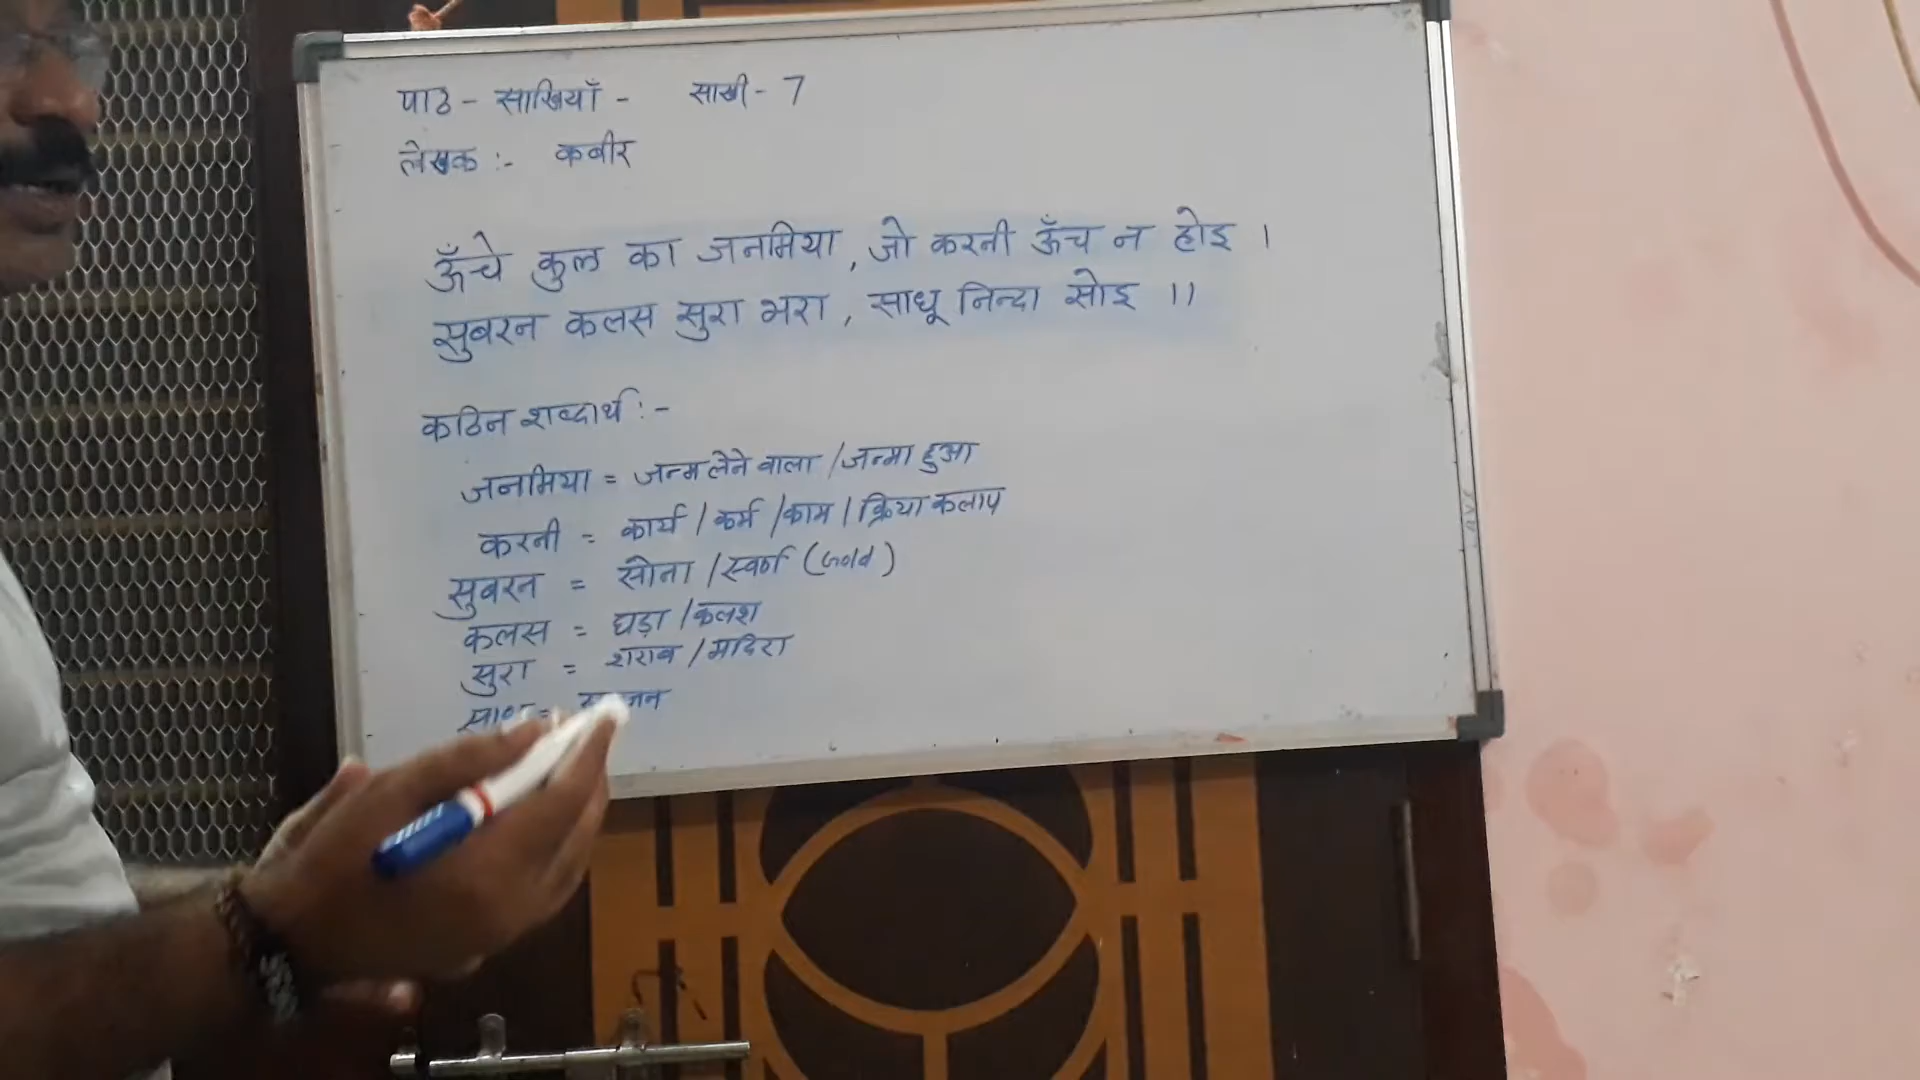 पाठ - साखियाँ - साखी - 7
लेखक :- कबीर
ऊँचे कुल का जनमिया, जो करनी ऊँच न होइ ।
सुबरन कलस सुरा भरा, साधू निन्दा सोइ ।।
कठिन शब्दार्थ :-
जनमिया = जन्म लेने वाला / जन्मा हुआ
करनी = कार्य / कर्म / काम / क्रिया कलाप
सुबरन = सोना / स्वर्ण (Gold)
कलस = घड़ा / कलश
सुरा = शराब / मदिरा